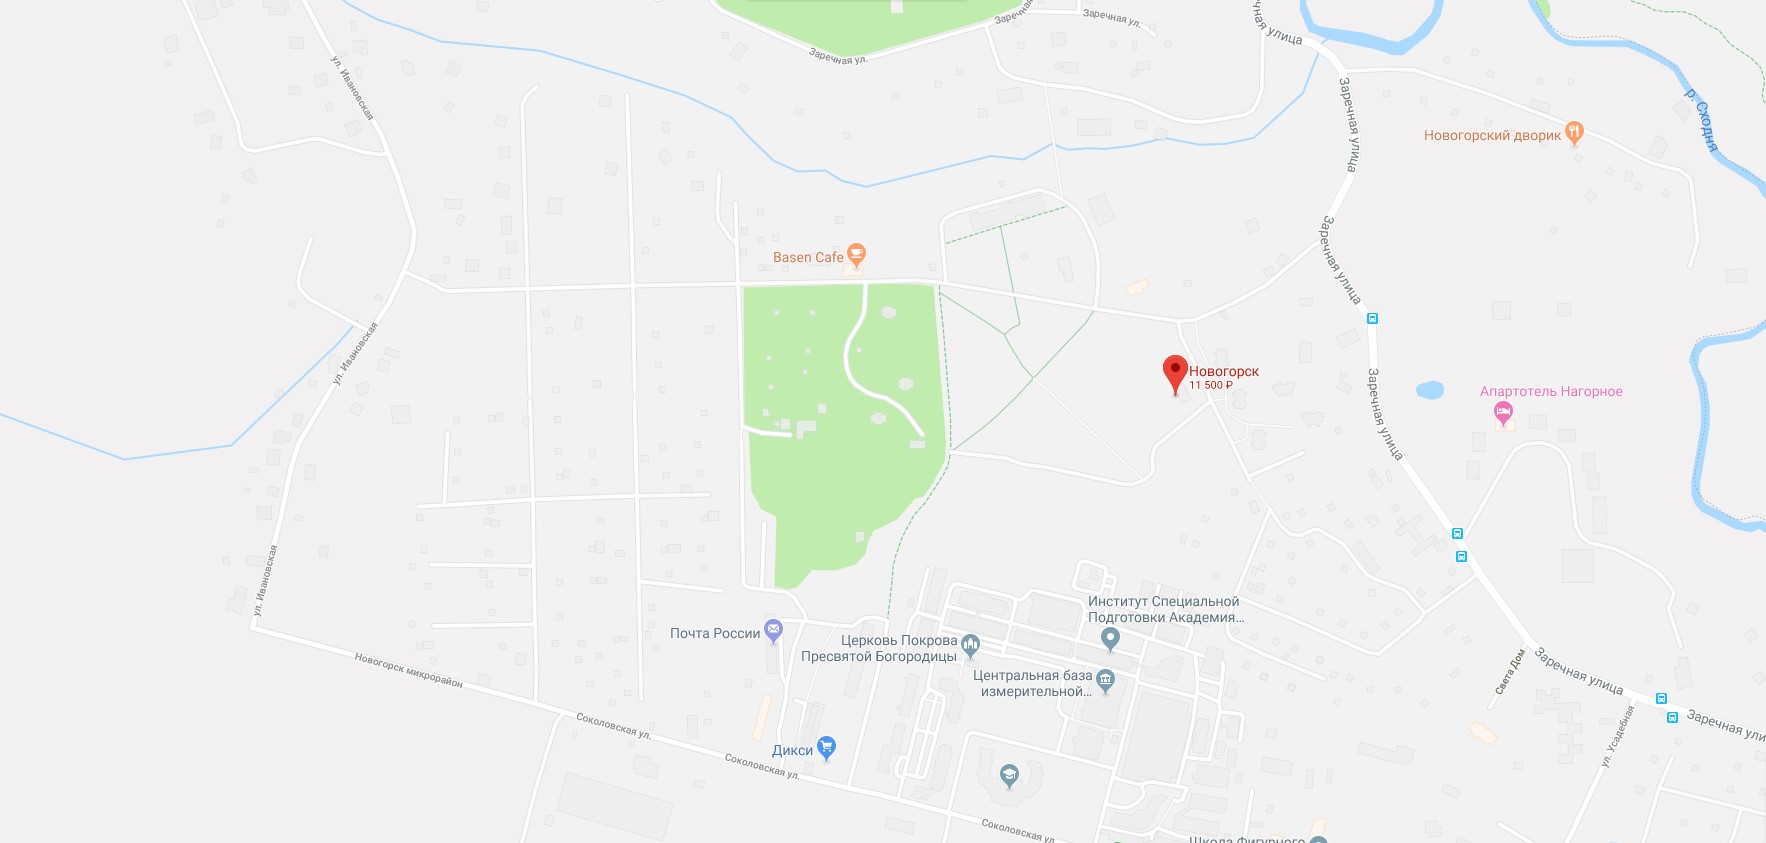 Заречная ул.
Заречная
Заречная ул.
чная улица
ул. Ивановская
Заречная улица
р. Сходня
Новогорский дворик
Basen Cafe
Заречная улица
ул. Ивановская
Новогорск
11 500 ₽
Апартотель Нагорное
Заречная улица
ул. Ивановская
Институт Специальной
Подготовки Академия...
Почта России
Церковь Покрова
Пресвятой Богородицы
Центральная база
измерительной...
Новогорск микрорайон
Света Дом
Заречная улица
Заречная ули
ул. Усадебная
Соколовская ул.
Дикси
Соколовская ул.
Соколовская ул.
Школа Фигурного